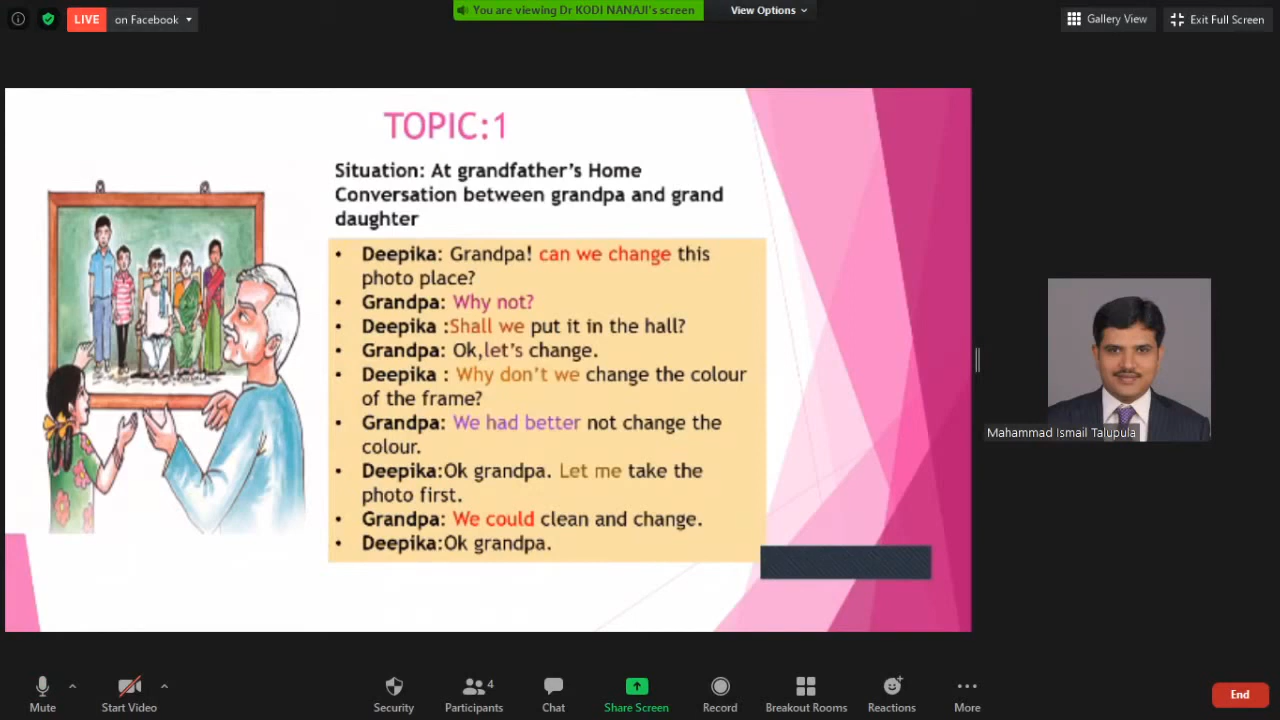 LIVE on Facebook
You are viewing Dr KODI NANAJI's screen
View Options
Gallery View
Exit Full Screen
TOPIC:1
Situation: At grandfather's Home
Conversation between grandpa and grand
daughter
• Deepika: Grandpa! can we change this
photo place?
• Grandpa: Why not?
• Deepika :Shall we put it in the hall?
• Grandpa: Ok,let's change.
• Deepika : Why don't we change the colour
of the frame?
• Grandpa: We had better not change the
colour.
• Deepika:Ok grandpa. Let me take the
photo first.
• Grandpa: We could clean and change.
• Deepika:Ok grandpa.
Mahammad Ismail Talupula
Mute
Start Video
Security
Participants
4
Chat
Share Screen
Record
Breakout Rooms
Reactions
More
End